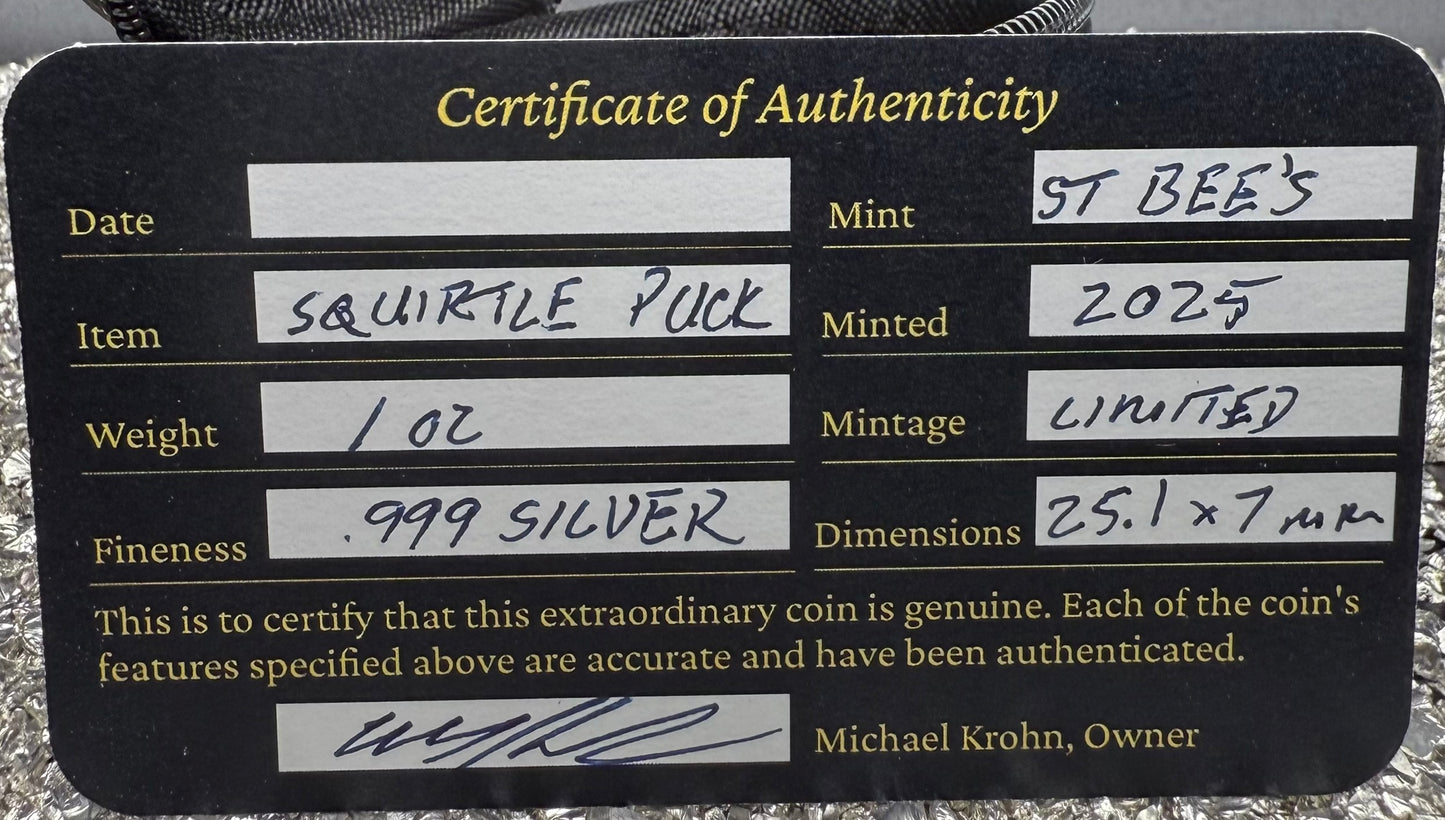 Certificate of Authenticity
Date
Mint ST BEE'S
Item SQUIRTLE PUCK
Minted 2025
Weight 1 OZ
Mintage LIMITED
Fineness .999 SILVER
Dimensions 25.1 x 7 mm
This is to certify that this extraordinary coin is genuine. Each of the coin's
features specified above are accurate and have been authenticated.
Michael Krohn, Owner